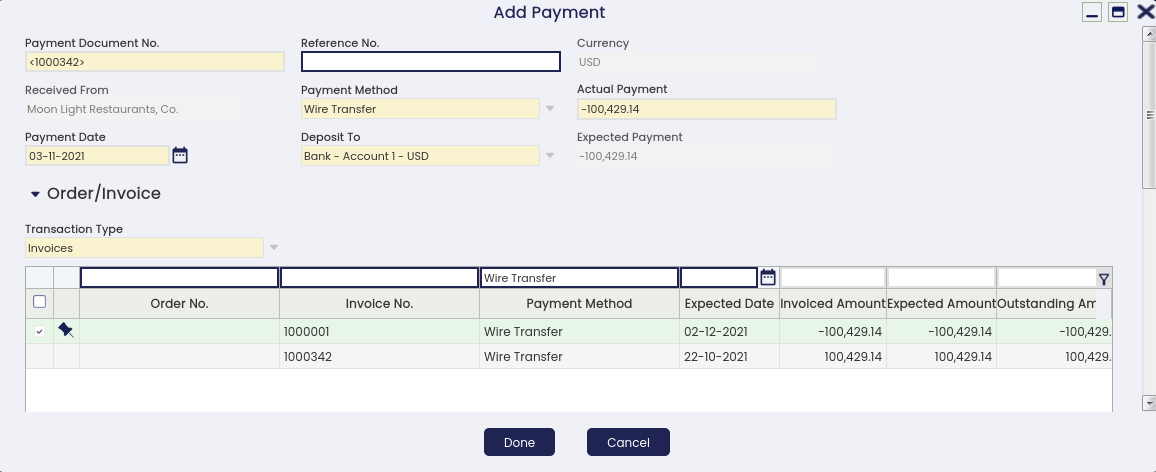 Add Payment
Payment Document No. Reference No. Currency
<1000342> USD
Received From Payment Method Actual Payment
Moon Light Restaurants, Co. Wire Transfer -100,429.14
Payment Date Deposit To Expected Payment
03-11-2021 Bank - Account 1 - USD -100,429.14
Order/Invoice
Transaction Type
Invoices
Wire Transfer
Order No. Invoice No. Payment Method Expected Date Invoiced Amount Expected Amount Outstanding Am
1000001 Wire Transfer 02-12-2021 -100,429.14 -100,429.14 -100,429.
1000342 Wire Transfer 22-10-2021 100,429.14 100,429.14 100,429.
Done Cancel